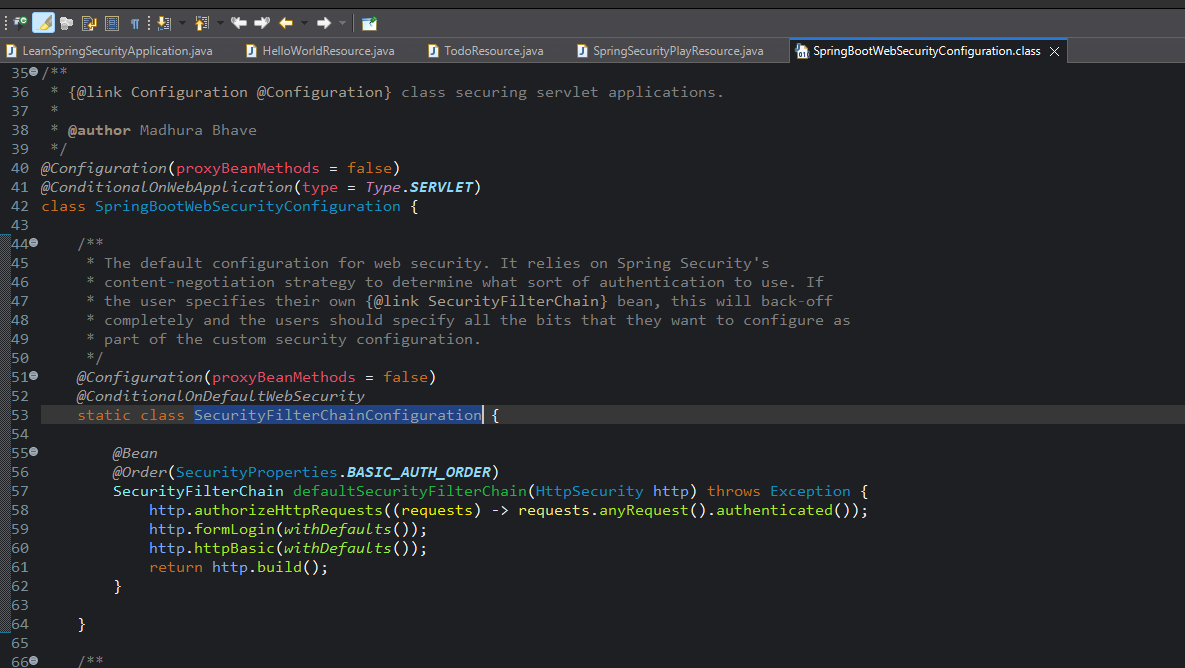 LearnSpringSecurityApplication.java HelloWorldResource.java TodoResource.java SpringSecurityPlayResource.java SpringBootWebSecurityConfiguration.class
35 /**
36  * {@link Configuration @Configuration} class securing servlet applications.
37  *
38  * @author Madhura Bhave
39  */
40 @Configuration(proxyBeanMethods = false)
41 @ConditionalOnWebApplication(type = Type.SERVLET)
42 class SpringBootWebSecurityConfiguration {
43
44     /**
45      * The default configuration for web security. It relies on Spring Security's
46      * content-negotiation strategy to determine what sort of authentication to use. If
47      * the user specifies their own {@link SecurityFilterChain} bean, this will back-off
48      * completely and the users should specify all the bits that they want to configure as
49      * part of the custom security configuration.
50      */
51     @Configuration(proxyBeanMethods = false)
52     @ConditionalOnDefaultWebSecurity
53     static class SecurityFilterChainConfiguration {
54
55         @Bean
56         @Order(SecurityProperties.BASIC_AUTH_ORDER)
57         SecurityFilterChain defaultSecurityFilterChain(HttpSecurity http) throws Exception {
58             http.authorizeHttpRequests((requests) -> requests.anyRequest().authenticated());
59             http.formLogin(withDefaults());
60             http.httpBasic(withDefaults());
61             return http.build();
62         }
63
64     }
65
66     /**